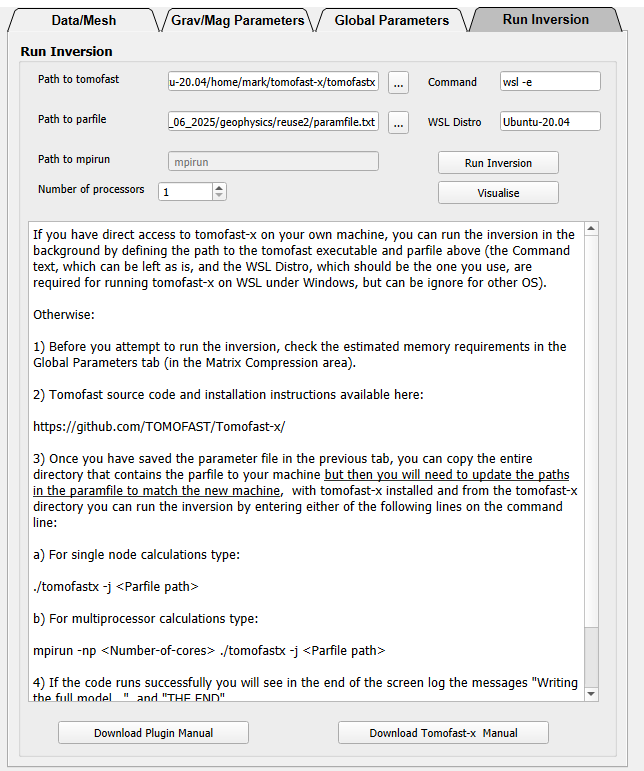 Data/Mesh
Grav/Mag Parameters
Global Parameters
Run Inversion
Run Inversion
Path to tomofast
u-20.04/home/mark/tomofast-x/tomofastx
...
Command
wsl -e
Path to parfile
_06_2025/geophysics/reuse2/paramfile.txt
...
WSL Distro
Ubuntu-20.04
Path to mpirun
mpirun
Run Inversion
Number of processors
1
Visualise
If you have direct access to tomofast-x on your own machine, you can run the inversion in the
background by defining the path to the tomofast executable and parfile above (the Command
text, which can be left as is, and the WSL Distro, which should be the one you use, are
required for running tomofast-x on WSL under Windows, but can be ignore for other OS).
Otherwise:
1) Before you attempt to run the inversion, check the estimated memory requirements in the
Global Parameters tab (in the Matrix Compression area).
2) Tomofast source code and installation instructions available here:
https://github.com/TOMOFAST/Tomofast-x/
3) Once you have saved the parameter file in the previous tab, you can copy the entire
directory that contains the parfile to your machine but then you will need to update the paths
in the paramfile to match the new machine,  with tomofast-x installed and from the tomofast-x
directory you can run the inversion by entering either of the following lines on the command
line:
a) For single node calculations type:
./tomofastx -j <Parfile path>
b) For multiprocessor calculations type:
mpirun -np <Number-of-cores> ./tomofastx -j <Parfile path>
4) If the code runs successfully you will see in the end of the screen log the messages "Writing
the full model..." and "THE END"
Download Plugin Manual
Download Tomofast-x  Manual